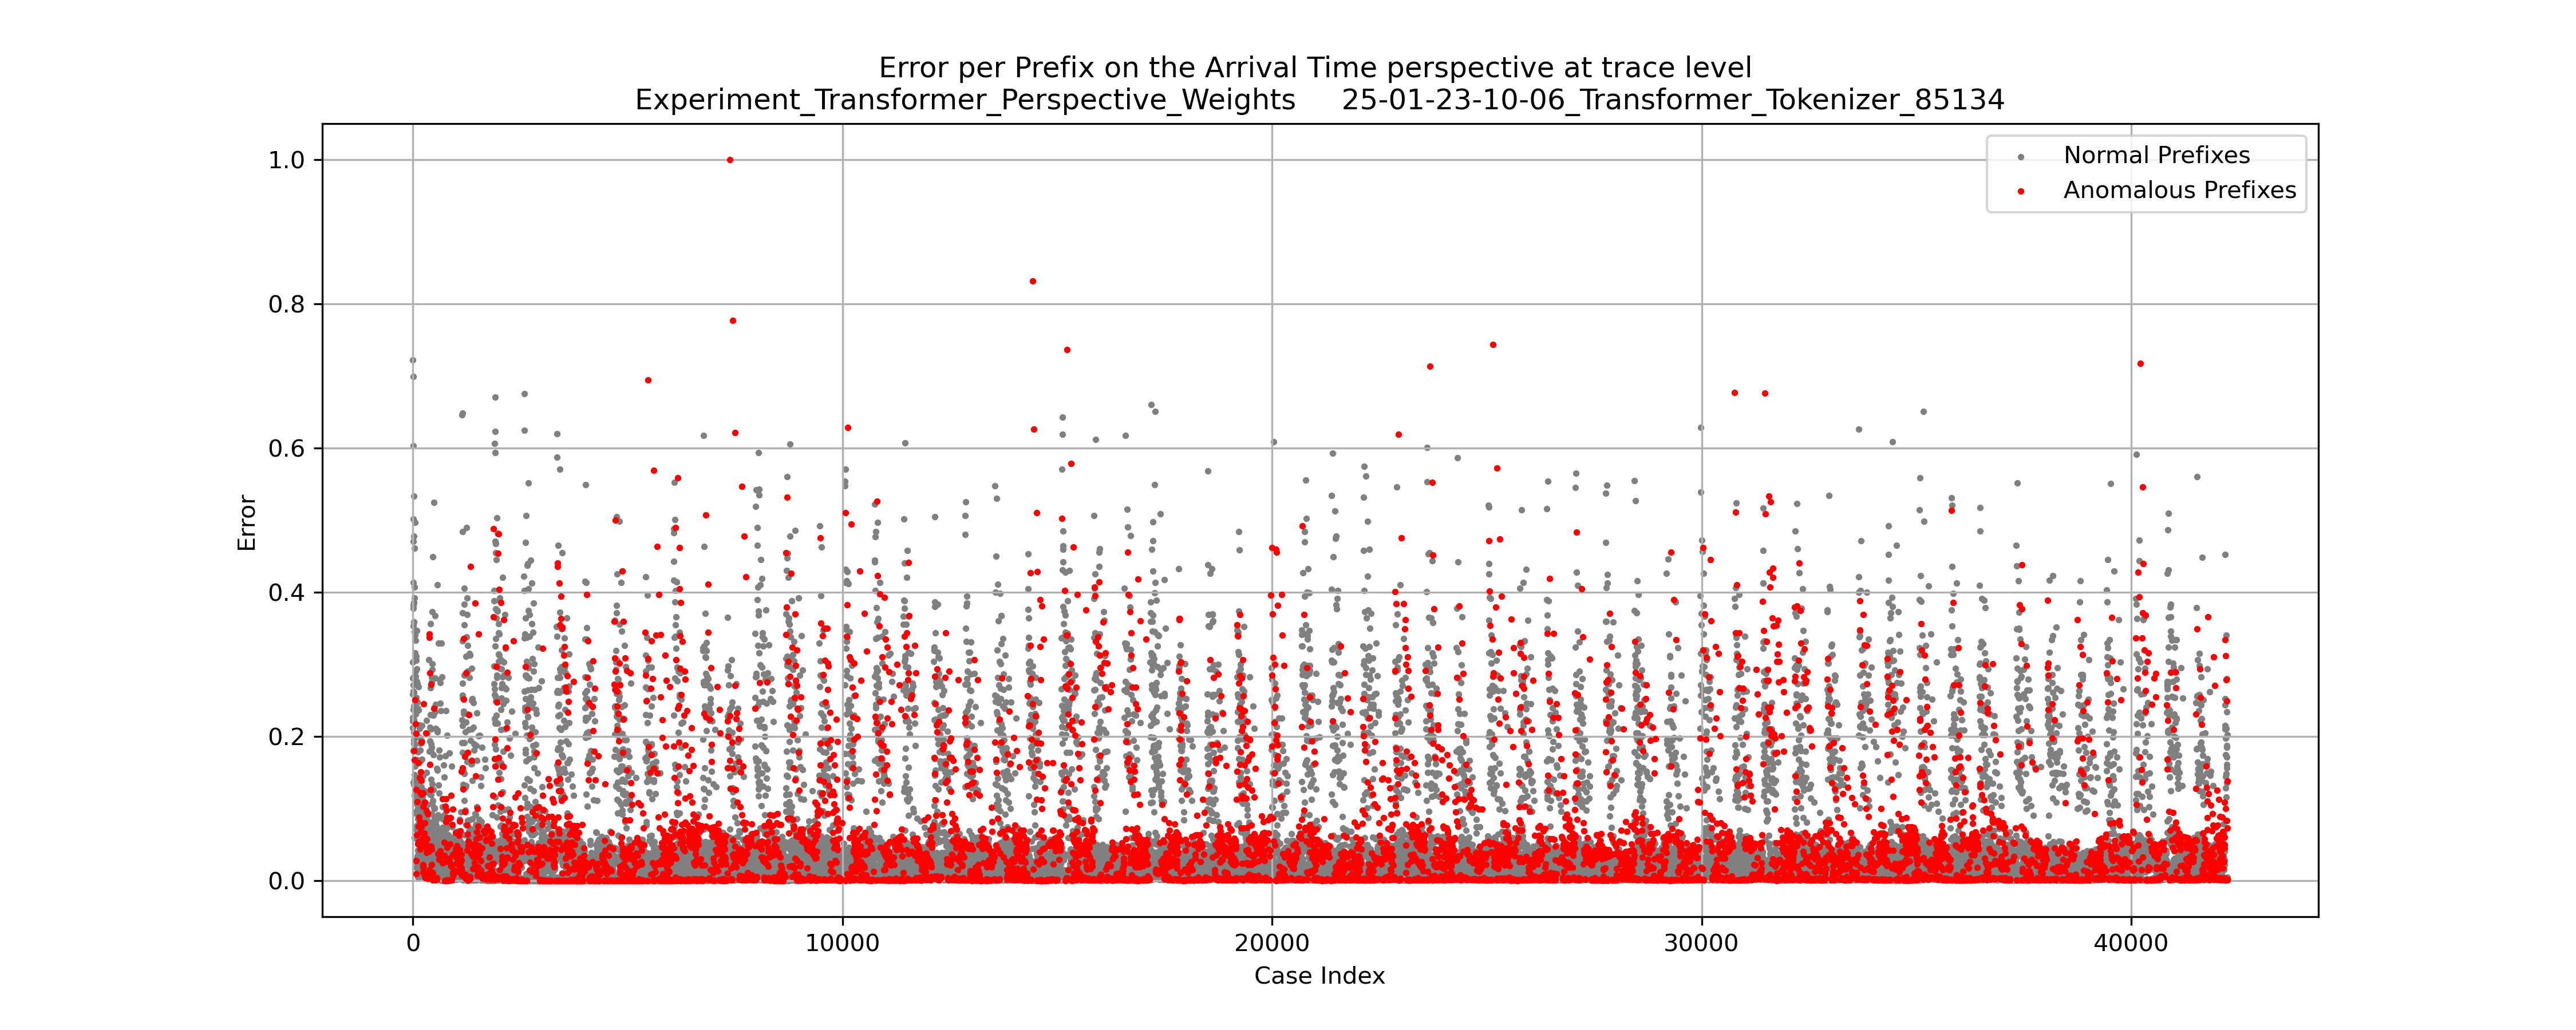 Error per Prefix on the Arrival Time perspective at trace level
Experiment_Transformer_Perspective_Weights 25-01-23-10-06_Transformer_Tokenizer_85134
Normal Prefixes
Anomalous Prefixes
1.0
0.8
0.6
0.4
0.2
0.0
Error
0
10000
20000
30000
40000
Case Index